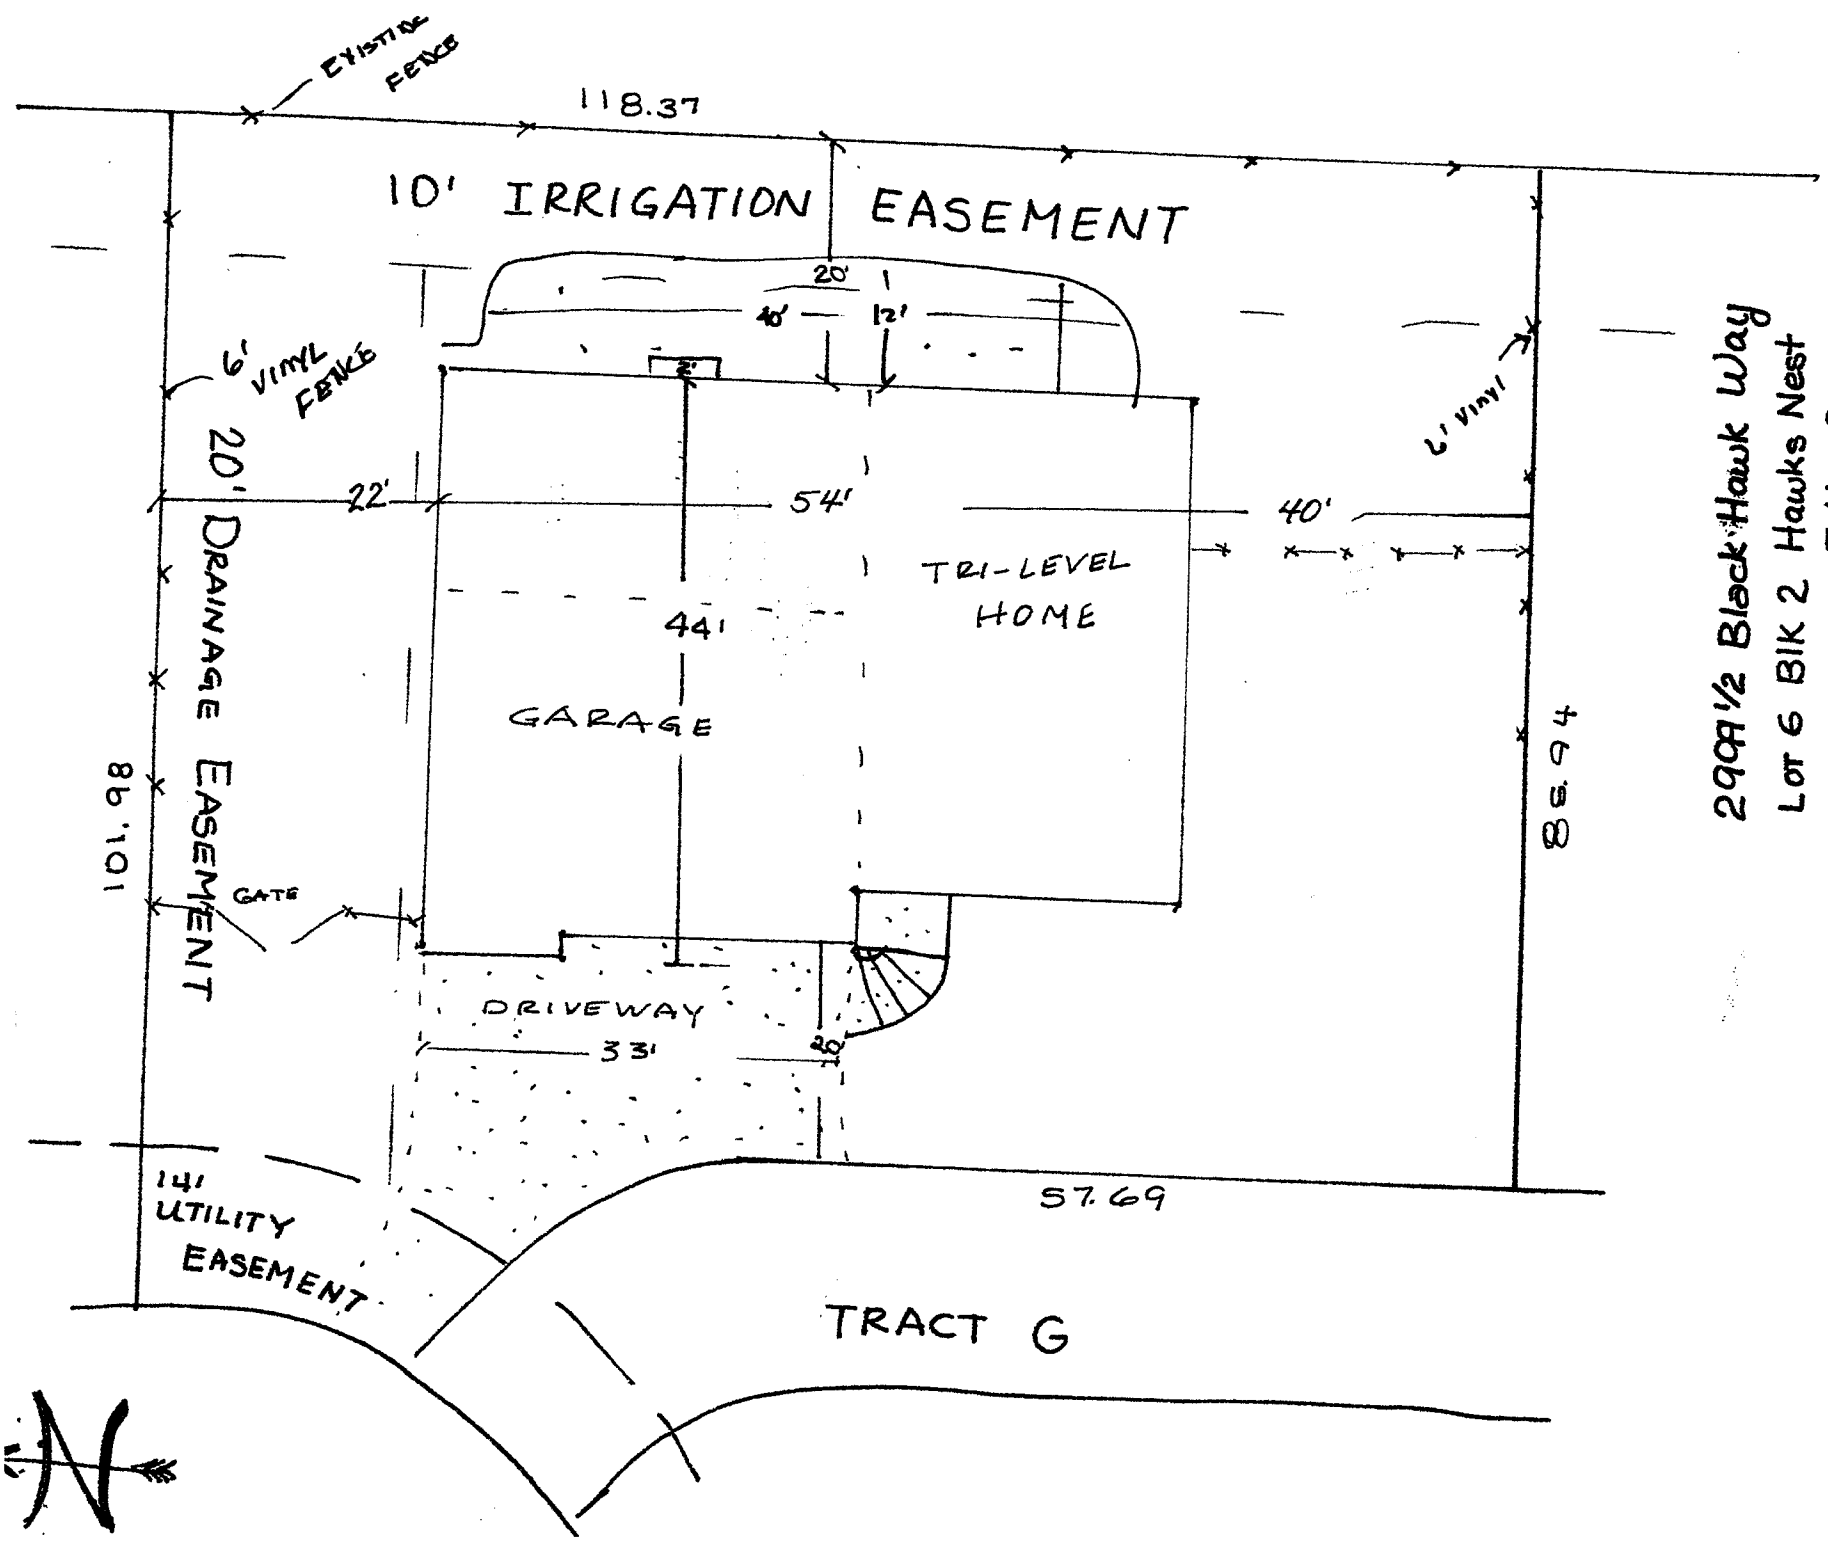 EXISTING
FENCE
118.37
10' IRRIGATION EASEMENT
20'
40'
12'
2'
6'
VINYL
FENCE
6' Vinyl
22'
54'
40'
TRI-LEVEL
HOME
44'
GARAGE
20' DRAINAGE EASEMENT
101.68
GATE
DRIVEWAY
33'
20'
88.94
2909 1/2 Black Hawk Way
LOT 6 BlK 2 Hawks Nest
14'
UTILITY
EASEMENT
57.69
TRACT G
N